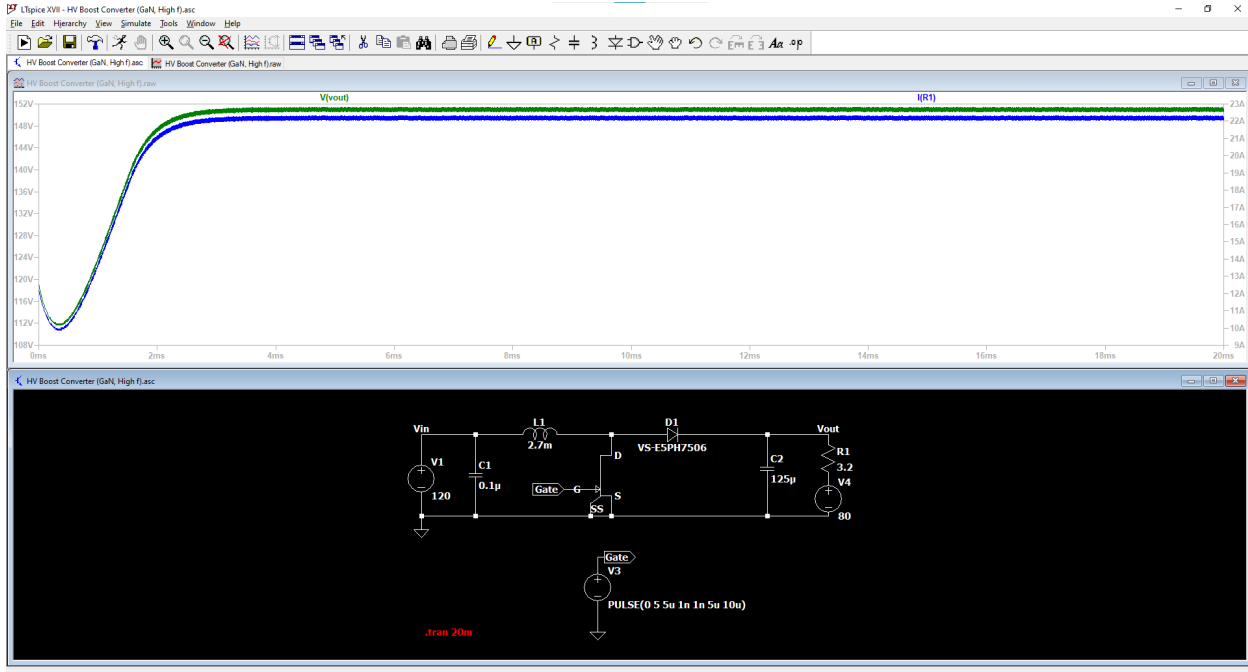 LTspice XVII - HV Boost Converter (GaN, High f).asc
File Edit Hierarchy View Simulate Tools Window Help
HV Boost Converter (GaN, High f).asc HV Boost Converter (GaN, High f).raw
HV Boost Converter (GaN, High f).raw
V(vout) I(R1)
152V 23A
148V 22A
144V 21A
140V 20A
136V 19A
132V 18A
128V 17A
124V 16A
120V 15A
116V 14A
112V 13A
108V 12A
11A
10A
9A
0ms 2ms 4ms 6ms 8ms 10ms 12ms 14ms 16ms 18ms 20ms
HV Boost Converter (GaN, High f).asc
Vin L1 D1 Vout
2.7m VS-E5PH7506
V1 C1 D C2 R1
120 0.1µ Gate G S 125µ 3.2
SS V4
80
Gate
V3
PULSE(0 5 5u 1n 1n 5u 10u)
.tran 20m